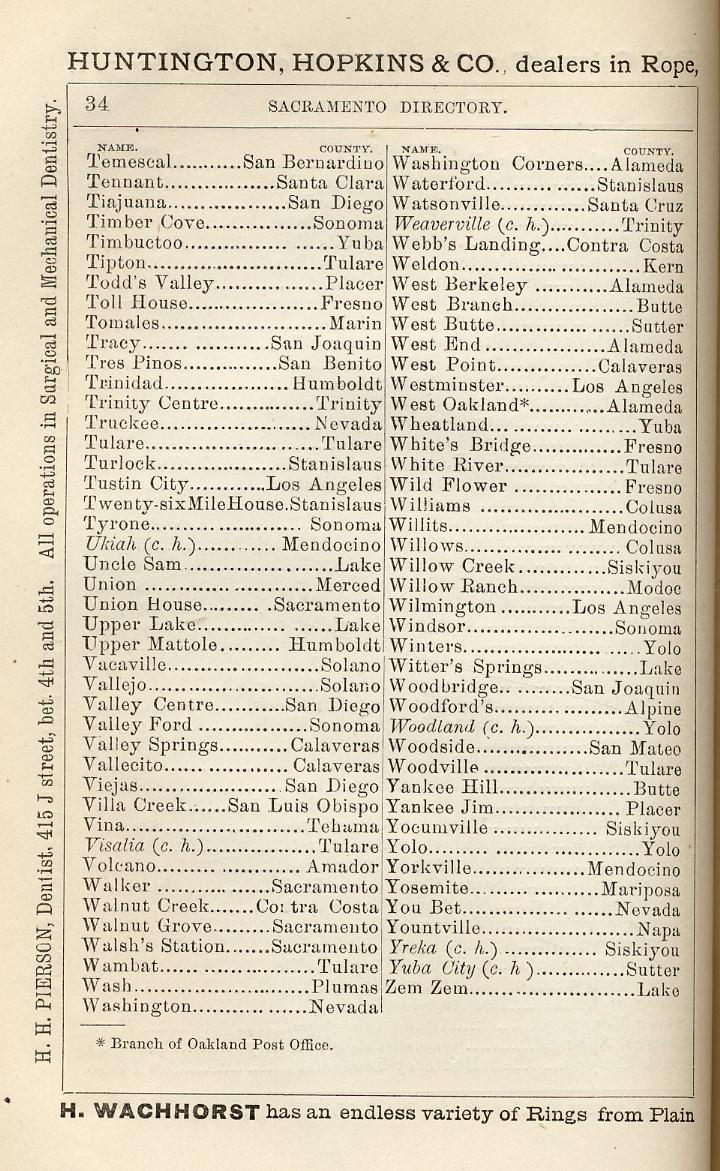 HUNTINGTON, HOPKINS & CO., dealers in Rope,
34 SACRAMENTO DIRECTORY.
NAME. COUNTY.
Temescal...........San Bernardino
Tennant.................Santa Clara
Tiajuana.................San Diego
Timber Cove................Sonoma
Timbuctoo............... ......Yuba
Tipton..........................Tulare
Todd's Valley........... ......Placer
Toll House....................Fresno
Tomales.........................Marin
Tracy....... ...........San Joaquin
Tres Pinos...............San Benito
Trinidad................... Humboldt
Trinity Centre...............Trinity
Truckee....................... Nevada
Tulare...........................Tulare
Turlock....................Stanislaus
Tustin City...........Los Angeles
Twenty-sixMileHouse.Stanislaus
Tyrone......... .............. Sonoma
Ukiah (c. h.)............ Mendocino
Uncle Sam............. .......Lake
Union ..... ..................Merced
Union House......... .Sacramento
Upper Lake............ ......Lake
Upper Mattole......... Humboldt
Vacaville.......................Solano
Vallejo..........................Solano
Valley Centre...........San Diego
Valley Ford .................Sonoma
Valley Springs..........Calaveras
Vallecito...... ............ Calaveras
Viejas...................... San Diego
Villa Creek......San Luis Obispo
Vina............................Tehama
Visalia (c. h.).................Tulare
Volcano......... ............ Amador
Walker .......... ......Sacramento
Walnut Creek.......Contra Costa
Walnut Grove........Sacramento
Walsh's Station.......Sacramento
Wambat...... ..................Tulare
Wash..........................Plumas
Washington........... ......Nevada
NAME. COUNTY.
Washington Corners....Alameda
Waterford.......... ......Stanislaus
Watsonville.............Santa Cruz
Weaverville (c. h.)..........Trinity
Webb's Landing....Contra Costa
Weldon.............. ............Kern
West Berkeley ...........Alameda
West Branch..................Butte
West Butte............. ......Sutter
West End ..................Alameda
West Point..............Calaveras
Westminster..........Los Angeles
West Oakland*............Alameda
Wheatland.... ......... ........Yuba
White's Bridge.............Fresno
White River..................Tulare
Wild Flower ...............Fresno
Williams .....................Colusa
Willits.................... Mendocino
Willows............... ........ Colusa
Willow Creek.............Siskiyou
Willow Ranch...............Modoc
Wilmington ...........Los Angeles
Windsor......................Sonoma
Winters..................... .....Yolo
Witter's Springs..............Lake
Woodbridge.. ........San Joaquin
Woodford's........... ........Alpine
Woodland (c. h.)...............Yolo
Woodside................San Mateo
Woodville .....................Tulare
Yankee Hill....................Butte
Yankee Jim................. Placer
Yocumville .............. Siskiyou
Yolo......... .....................Yolo
Yorkville.................Mendocino
Yosemite......... ..........Mariposa
You Bet............. ......Nevada
Yountville.......................Napa
Yreka (c. h.) ............. Siskiyou
Yuba City (c. h ).............Sutter
Zem Zem.........................Lake
* Branch of Oakland Post Office.
H. WACHHORST has an endless variety of Rings from Plain
H. H. PIERSON, Dentist, 415 J street, bet. 4th and 5th. All operations in Surgical and Mechanical Dentistry.